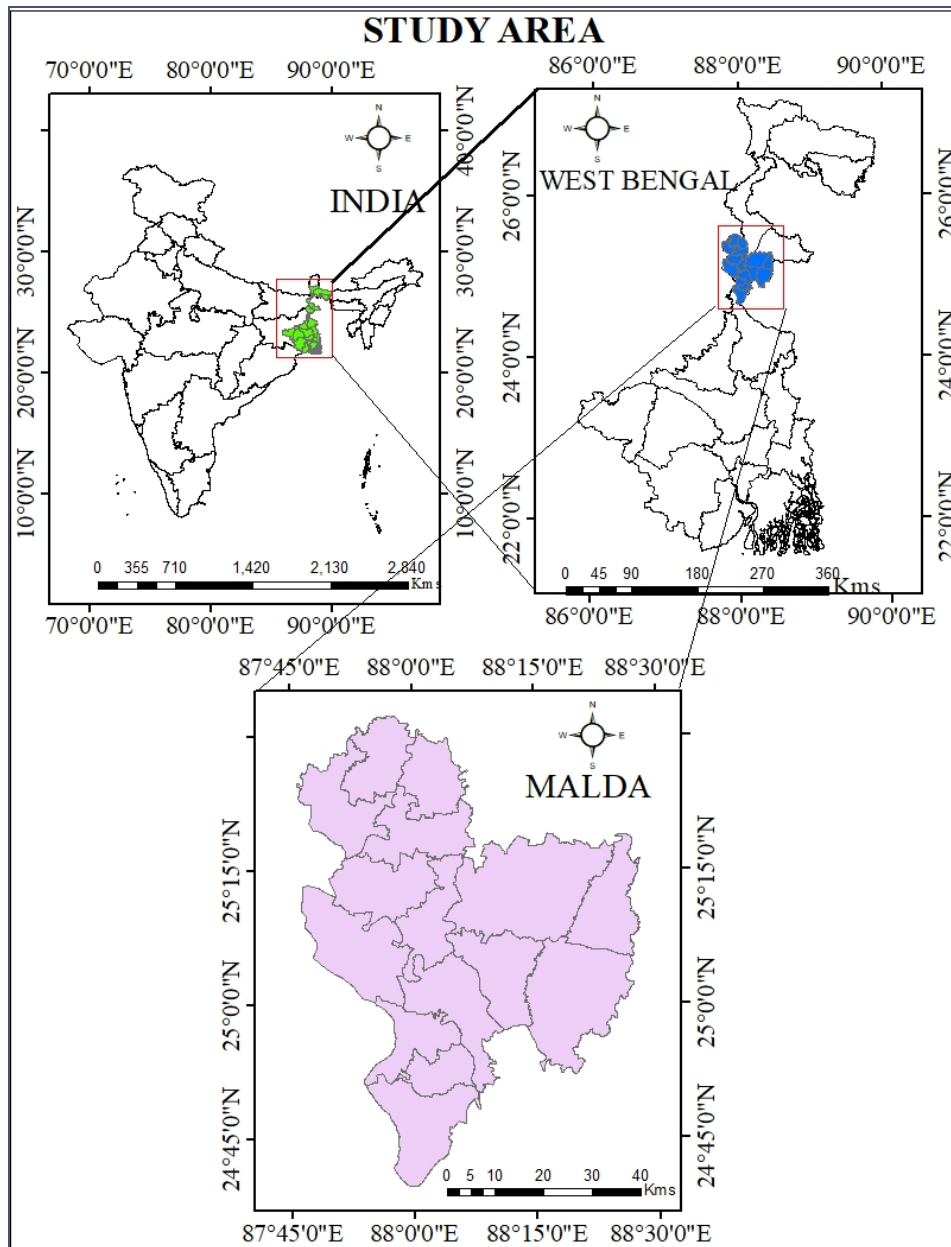 STUDY AREA
70°0'0"E 80°0'0"E 90°0'0"E
86°0'0"E 88°0'0"E 90°0'0"E
N
W E
S
INDIA
40°0'0"N
30°0'0"N
20°0'0"N
10°0'0"N
0 355 710 1,420 2,130 2,840
Kms
70°0'0"E 80°0'0"E 90°0'0"E
N
W E
S
WEST BENGAL
26°0'0"N
24°0'0"N
22°0'0"N
26°0'0"N
24°0'0"N
22°0'0"N
0 45 90 180 270 360
Kms
86°0'0"E 88°0'0"E 90°0'0"E
87°45'0"E 88°0'0"E 88°15'0"E 88°30'0"E
N
W E
S
MALDA
25°15'0"N
25°0'0"N
24°45'0"N
25°15'0"N
25°0'0"N
24°45'0"N
0 5 10 20 30 40
Kms
87°45'0"E 88°0'0"E 88°15'0"E 88°30'0"E